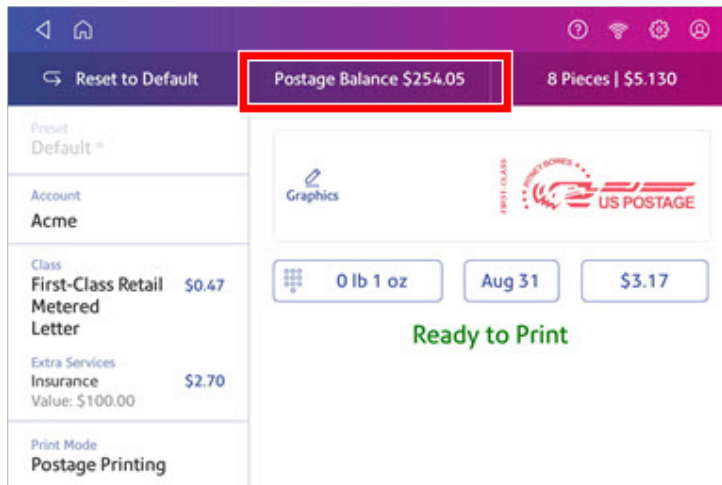 Reset to Default
Postage Balance $254.05
8 Pieces | $5.130
Preset
Default *
Account
Acme
Class
First-Class Retail $0.47
Metered
Letter
Extra Services
Insurance $2.70
Value: $100.00
Print Mode
Postage Printing
Graphics
FIRST-CLASS
PITNEY BOWES
US POSTAGE
0 lb 1 oz
Aug 31
$3.17
Ready to Print